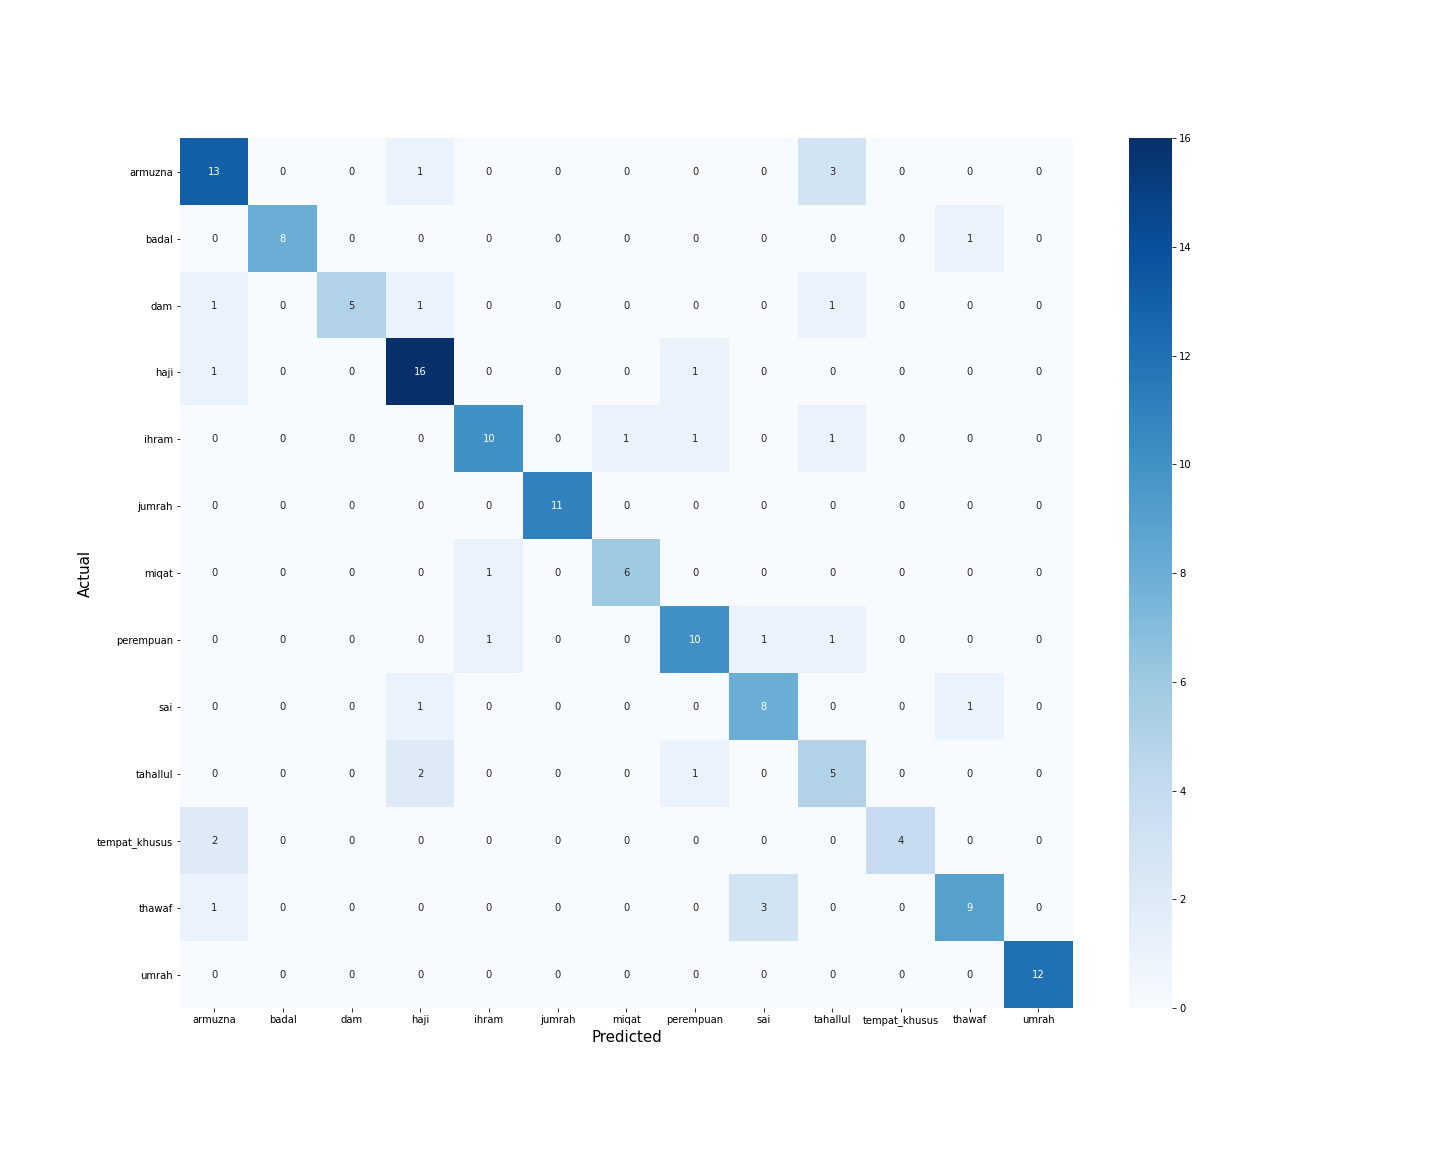 armuzna 13 0 0 1 0 0 0 0 0 3 0 0 0
badal 0 8 0 0 0 0 0 0 0 0 0 1 0
dam 1 0 5 1 0 0 0 0 0 1 0 0 0
haji 1 0 0 16 0 0 0 1 0 0 0 0 0
ihram 0 0 0 0 10 0 1 1 0 1 0 0 0
jumrah 0 0 0 0 0 11 0 0 0 0 0 0 0
miqat 0 0 0 0 1 0 6 0 0 0 0 0 0
perempuan 0 0 0 0 1 0 0 10 1 1 0 0 0
sai 0 0 0 1 0 0 0 0 8 0 0 1 0
tahallul 0 0 0 2 0 0 0 1 0 5 0 0 0
tempat_khusus 2 0 0 0 0 0 0 0 0 0 4 0 0
thawaf 1 0 0 0 0 0 0 0 3 0 0 9 0
umrah 0 0 0 0 0 0 0 0 0 0 0 0 12
armuzna badal dam haji ihram jumrah miqat perempuan sai tahallul tempat_khusus thawaf umrah
Predicted
Actual
16
14
12
10
8
6
4
2
0